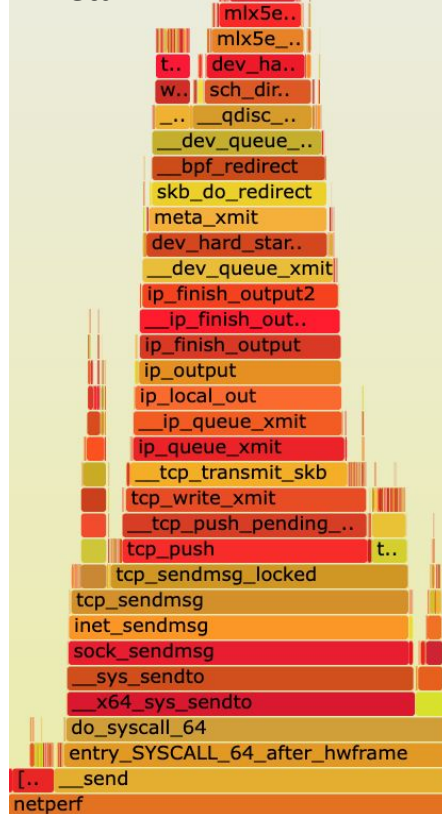 mlx5e..
mlx5e_..
t.. dev_ha..
w.. sch_dir..
_.. __qdisc_..
__dev_queue_..
__bpf_redirect
skb_do_redirect
meta_xmit
dev_hard_star..
__dev_queue_xmit
ip_finish_output2
__ip_finish_out..
ip_finish_output
ip_output
ip_local_out
__ip_queue_xmit
ip_queue_xmit
__tcp_transmit_skb
tcp_write_xmit
__tcp_push_pending_..
tcp_push t..
tcp_sendmsg_locked
tcp_sendmsg
inet_sendmsg
sock_sendmsg
__sys_sendto
__x64_sys_sendto
do_syscall_64
entry_SYSCALL_64_after_hwframe
[.. __send
netperf